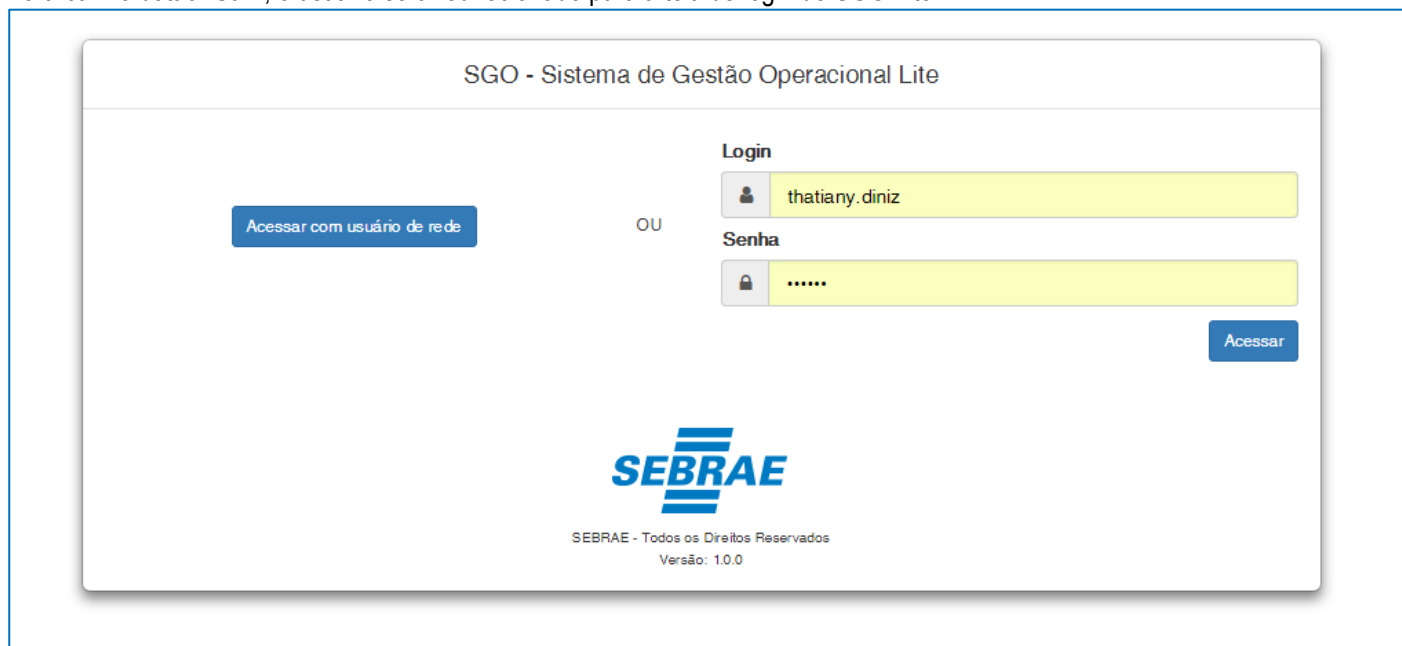 SGO - Sistema de Gestão Operacional Lite
Login
thatiany.diniz
Acessar com usuário de rede
OU
Senha
••••••
Acessar
SEBRAE
SEBRAE - Todos os Direitos Reservados
Versão: 1.0.0